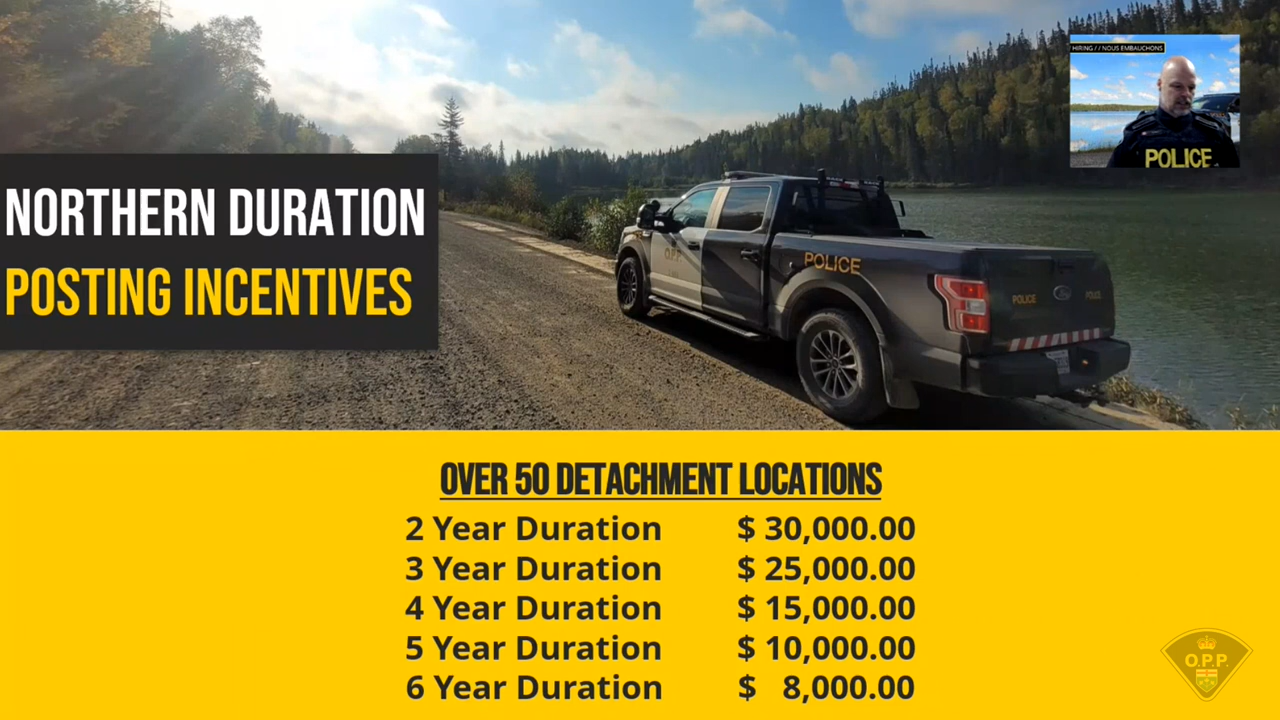 HIRING // NOUS EMBAUCHONS
POLICE
NORTHERN DURATION
POSTING INCENTIVES
O.P.P.
POLICE
POLICE
POLICE
OVER 50 DETACHMENT LOCATIONS
2 Year Duration $ 30,000.00
3 Year Duration $ 25,000.00
4 Year Duration $ 15,000.00
5 Year Duration $ 10,000.00
6 Year Duration $ 8,000.00
O.P.P.